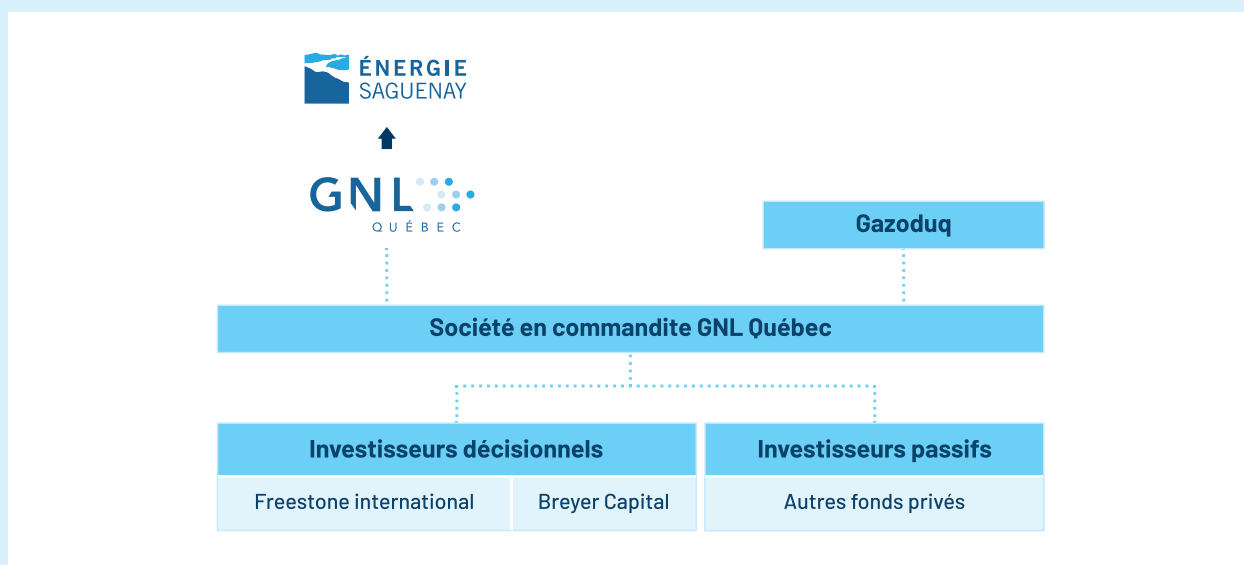 ÉNERGIE
SAGUENAY
GNL
QUÉBEC
Gazoduq
Société en commandite GNL Québec
Investisseurs décisionnels
Investisseurs passifs
Freestone international
Breyer Capital
Autres fonds privés